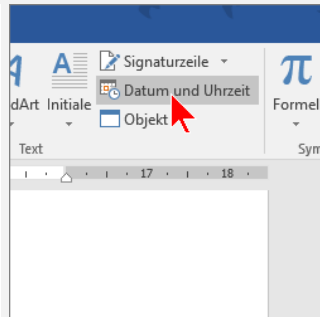 Signaturzeile
Datum und Uhrzeit
dArt Initiale
Objekt
Formel
Text
Sym
17 18